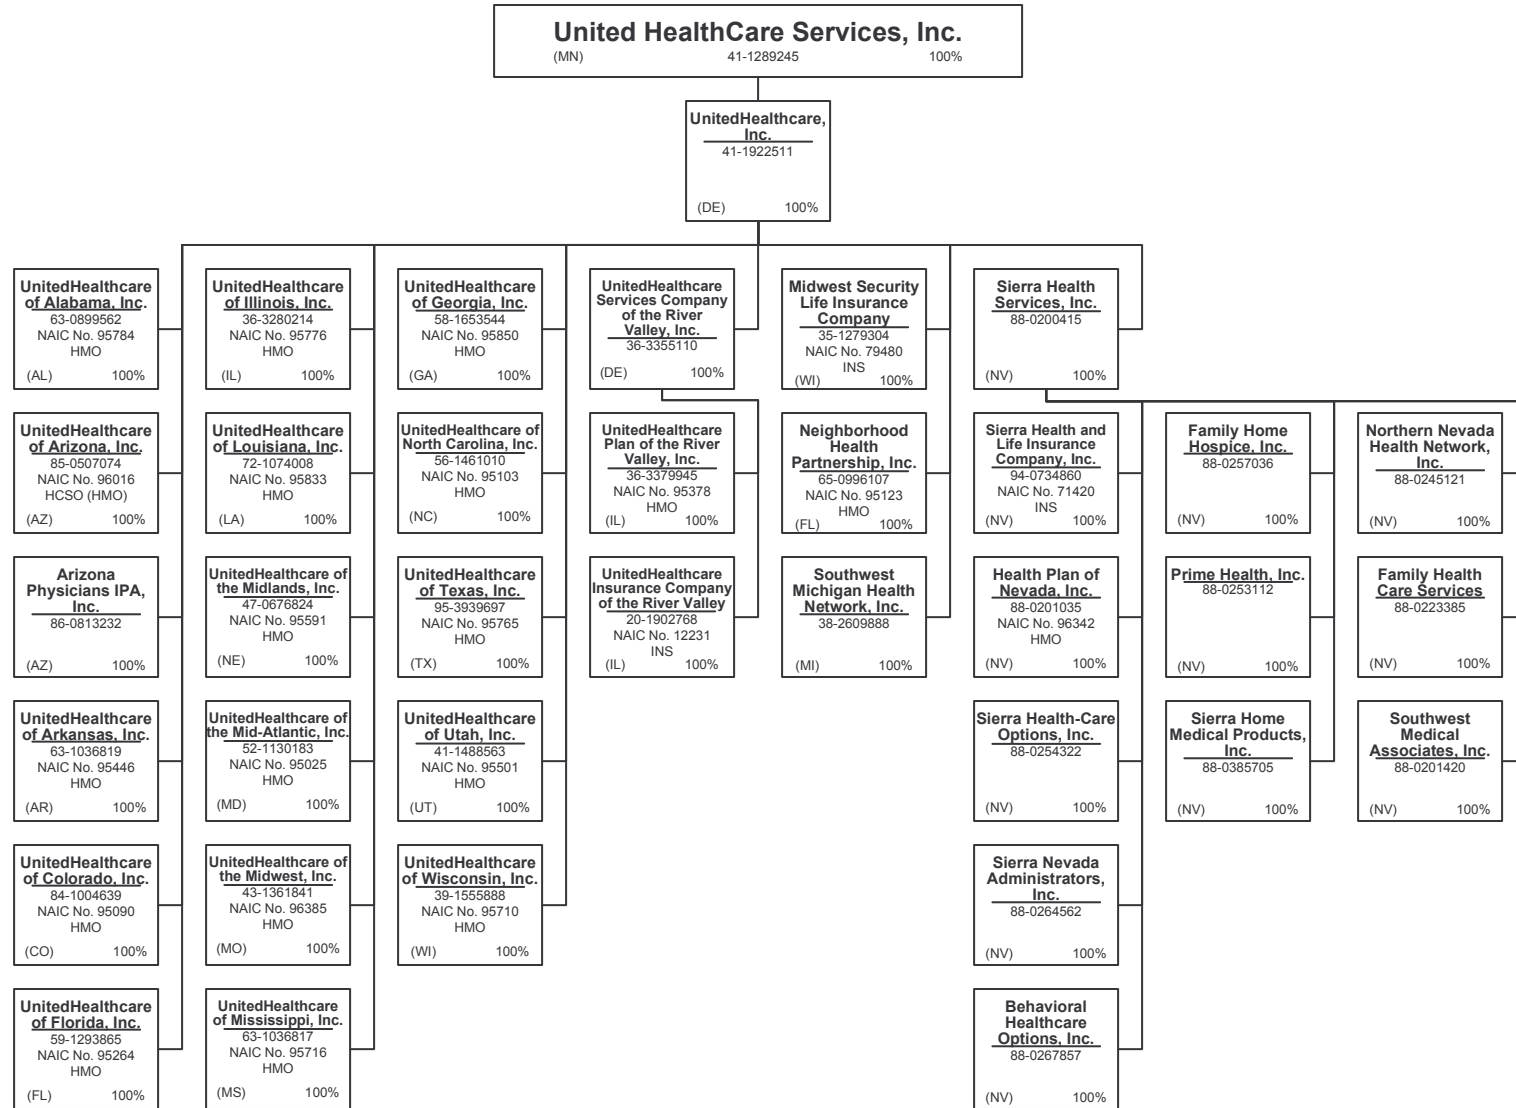 United HealthCare Services, Inc.
(MN) 41-1289245 100%
UnitedHealthcare,
Inc.
41-1922511
(DE) 100%
UnitedHealthcare
of Alabama, Inc.
63-0899562
NAIC No. 95784
HMO
(AL) 100%
UnitedHealthcare
of Illinois, Inc.
36-3280214
NAIC No. 95776
HMO
(IL) 100%
UnitedHealthcare
of Georgia, Inc.
58-1653544
NAIC No. 95850
HMO
(GA) 100%
UnitedHealthcare
Services Company
of the River
Valley, Inc.
36-3355110
(DE) 100%
Midwest Security
Life Insurance
Company
35-1279304
NAIC No. 79480
INS
(WI) 100%
Sierra Health
Services, Inc.
88-0200415
(NV) 100%
UnitedHealthcare
of Arizona, Inc.
85-0507074
NAIC No. 96016
HCSO (HMO)
(AZ) 100%
UnitedHealthcare
of Louisiana, Inc.
72-1074008
NAIC No. 95833
HMO
(LA) 100%
UnitedHealthcare of
North Carolina, Inc.
56-1461010
NAIC No. 95103
HMO
(NC) 100%
UnitedHealthcare
Plan of the River
Valley, Inc.
36-3379945
NAIC No. 95378
HMO
(IL) 100%
Neighborhood
Health
Partnership, Inc.
65-0996107
NAIC No. 95123
HMO
(FL) 100%
Sierra Health and
Life Insurance
Company, Inc.
94-0734860
NAIC No. 71420
INS
(NV) 100%
Family Home
Hospice, Inc.
88-0257036
(NV) 100%
Northern Nevada
Health Network,
Inc.
88-0245121
(NV) 100%
Arizona
Physicians IPA,
Inc.
86-0813232
(AZ) 100%
UnitedHealthcare of
the Midlands, Inc.
47-0676824
NAIC No. 95591
HMO
(NE) 100%
UnitedHealthcare
of Texas, Inc.
95-3939697
NAIC No. 95765
HMO
(TX) 100%
UnitedHealthcare
Insurance Company
of the River Valley
20-1902768
NAIC No. 12231
INS
(IL) 100%
Southwest
Michigan Health
Network, Inc.
38-2609888
(MI) 100%
Health Plan of
Nevada, Inc.
88-0201035
NAIC No. 96342
HMO
(NV) 100%
Prime Health, Inc.
88-0253112
(NV) 100%
Family Health
Care Services
88-0223385
(NV) 100%
UnitedHealthcare
of Arkansas, Inc.
63-1036819
NAIC No. 95446
HMO
(AR) 100%
UnitedHealthcare of
the Mid-Atlantic, Inc.
52-1130183
NAIC No. 95025
HMO
(MD) 100%
UnitedHealthcare
of Utah, Inc.
41-1488563
NAIC No. 95501
HMO
(UT) 100%
Sierra Health-Care
Options, Inc.
88-0254322
(NV) 100%
Sierra Home
Medical Products,
Inc.
88-0385705
(NV) 100%
Southwest
Medical
Associates, Inc.
88-0201420
(NV) 100%
UnitedHealthcare
of Colorado, Inc.
84-1004639
NAIC No. 95090
HMO
(CO) 100%
UnitedHealthcare of
the Midwest, Inc.
43-1361841
NAIC No. 96385
HMO
(MO) 100%
UnitedHealthcare
of Wisconsin, Inc.
39-1555888
NAIC No. 95710
HMO
(WI) 100%
Sierra Nevada
Administrators,
Inc.
88-0264562
(NV) 100%
UnitedHealthcare
of Florida, Inc.
59-1293865
NAIC No. 95264
HMO
(FL) 100%
UnitedHealthcare
of Mississippi, Inc.
63-1036817
NAIC No. 95716
HMO
(MS) 100%
Behavioral
Healthcare
Options, Inc.
88-0267857
(NV) 100%